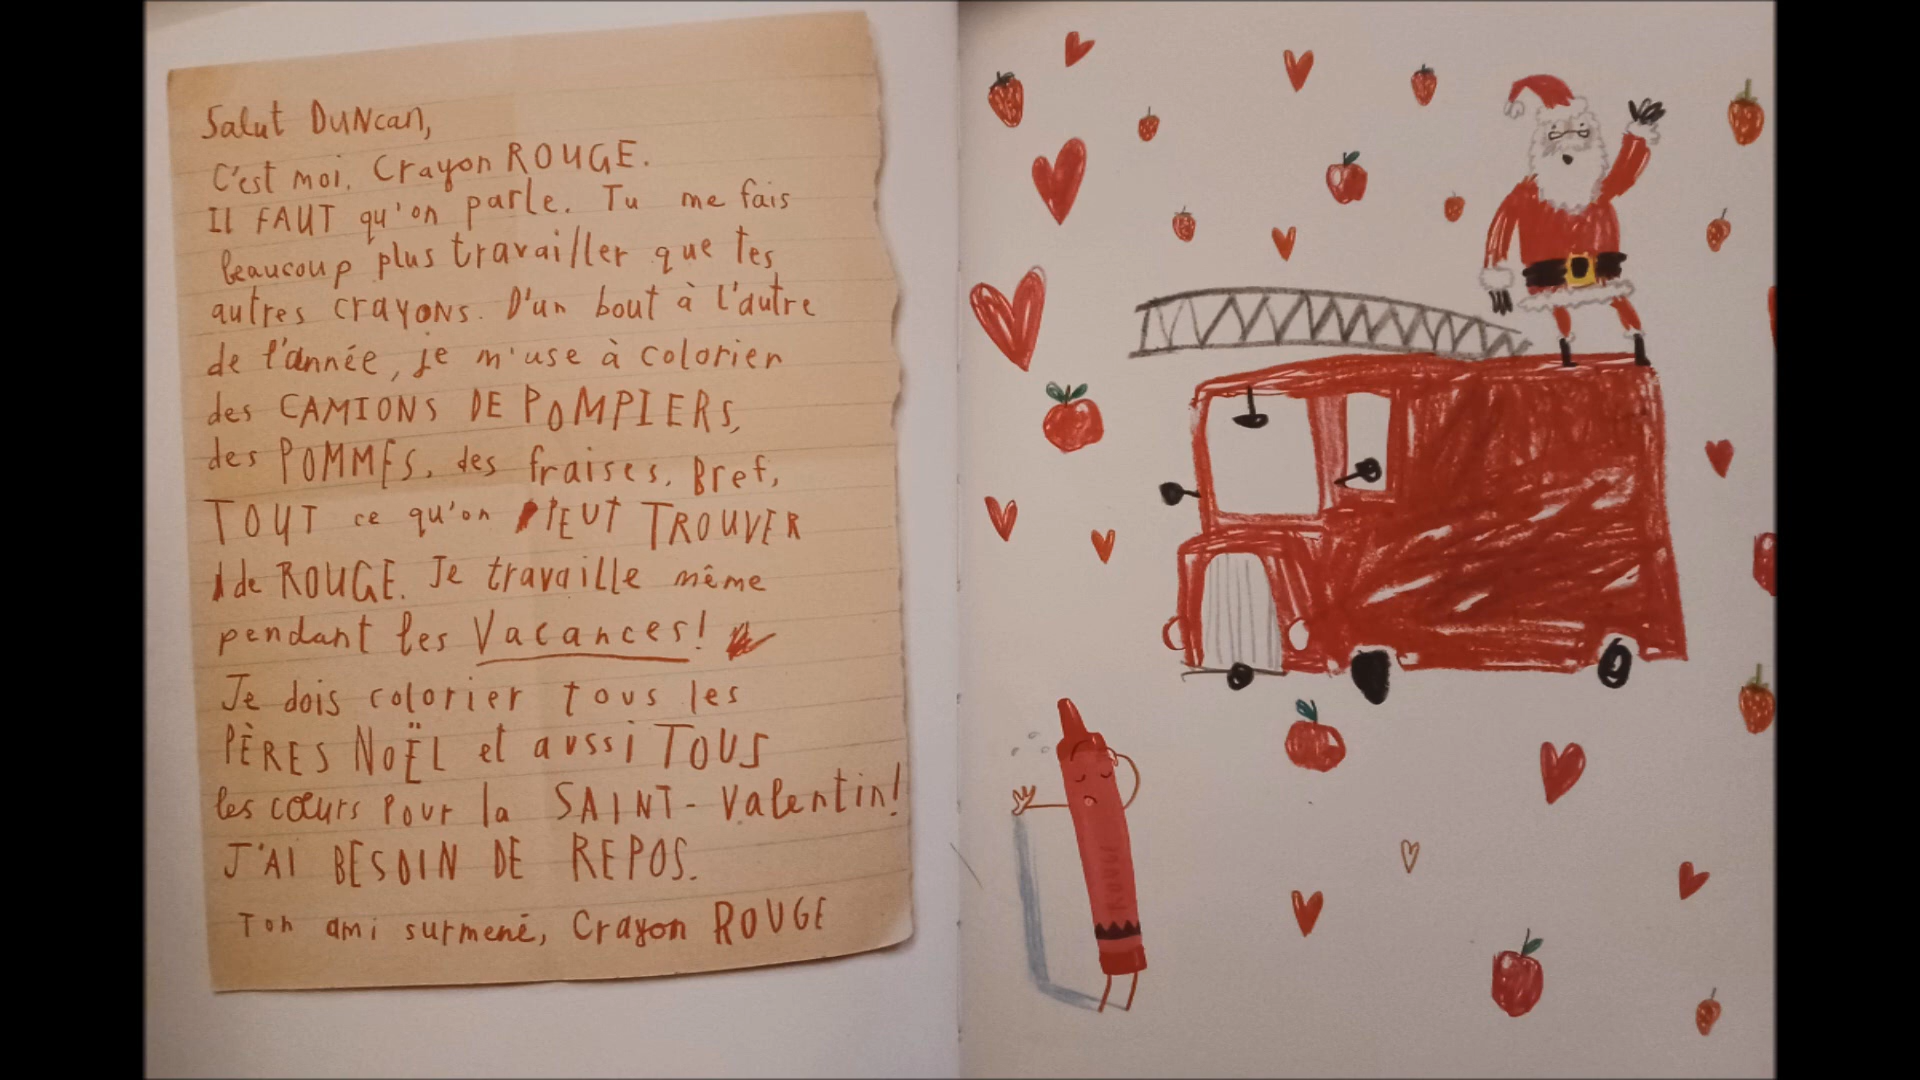 Salut DUNcan,
C'est moi, Crayon ROUGE.
Il FAUT qu'on parle. Tu me fais
beaucoup plus travailler que tes
autres crayons. D'un bout à l'autre
de l'année, je m'use à colorier
des CAMIONS DE POMPIERS,
des POMMES, des fraises. Bref,
TOUT ce qu'on PEUT TROUVER
de ROUGE. Je travaille même
pendant les Vacances!
Je dois colorier tous les
PÈRES NOËL et aussi TOUS
les cœurs pour la SAINT-Valentin!
J'AI BESOIN DE REPOS.
Ton ami surmené, Crayon ROUGE
ROUGE